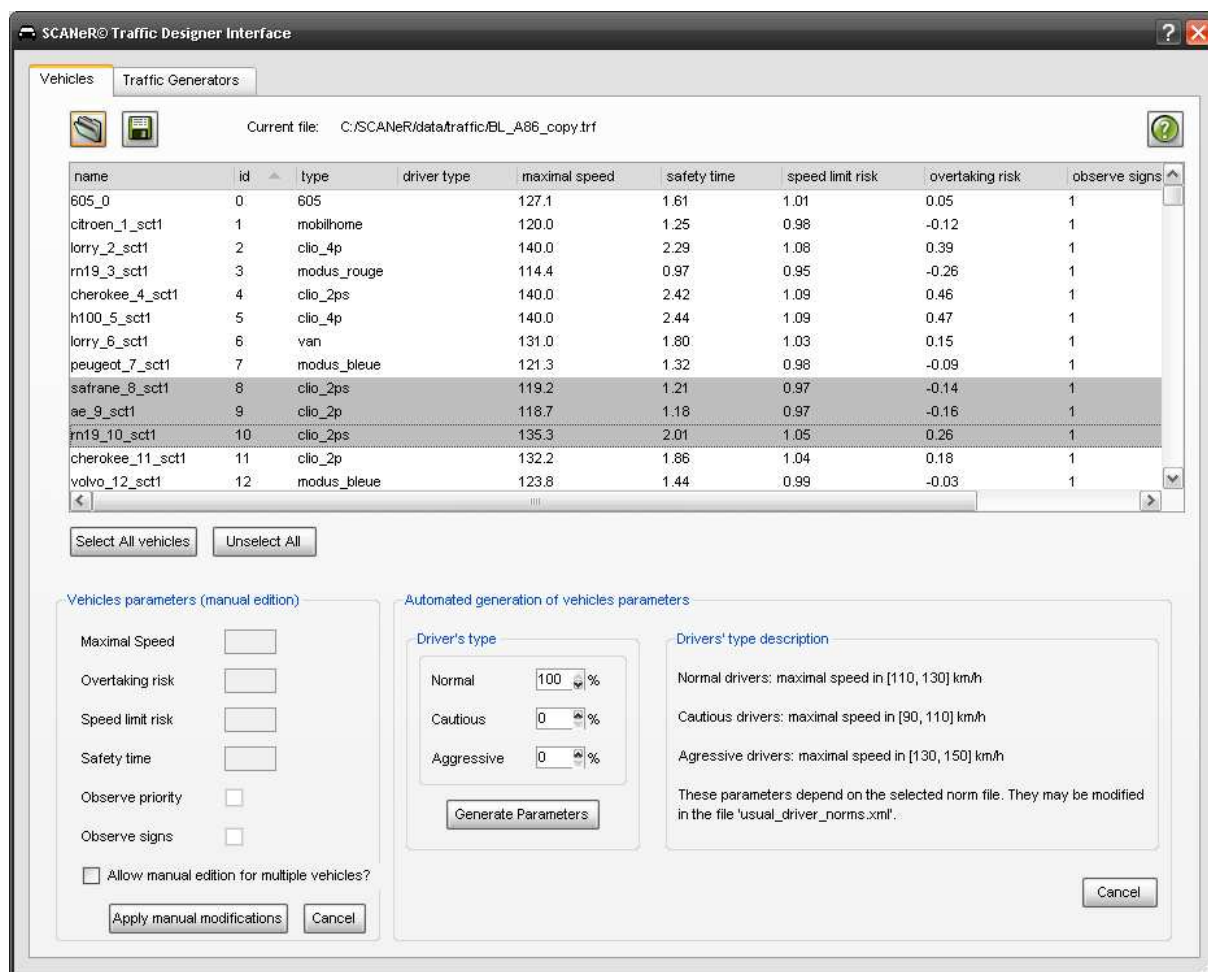 SCANeR© Traffic Designer Interface
Vehicles Traffic Generators
Current file: C:/SCANeR/data/traffic/BL_A86_copy.trf
name id type driver type maximal speed safety time speed limit risk overtaking risk observe signs
605_0 0 605 127.1 1.61 1.01 0.05 1
citroen_1_sct1 1 mobilhome 120.0 1.25 0.98 -0.12 1
lorry_2_sct1 2 clio_4p 140.0 2.29 1.08 0.39 1
rn19_3_sct1 3 modus_rouge 114.4 0.97 0.95 -0.26 1
cherokee_4_sct1 4 clio_2ps 140.0 2.42 1.09 0.46 1
h100_5_sct1 5 clio_4p 140.0 2.44 1.09 0.47 1
lorry_6_sct1 6 van 131.0 1.80 1.03 0.15 1
peugeot_7_sct1 7 modus_bleue 121.3 1.32 0.98 -0.09 1
safrane_8_sct1 8 clio_2ps 119.2 1.21 0.97 -0.14 1
ae_9_sct1 9 clio_2p 118.7 1.18 0.97 -0.16 1
rn19_10_sct1 10 clio_2ps 135.3 2.01 1.05 0.26 1
cherokee_11_sct1 11 clio_2p 132.2 1.86 1.04 0.18 1
volvo_12_sct1 12 modus_bleue 123.8 1.44 0.99 -0.03 1
Select All vehicles Unselect All
Vehicles parameters (manual edition)
Maximal Speed
Overtaking risk
Speed limit risk
Safety time
Observe priority
Observe signs
Allow manual edition for multiple vehicles?
Apply manual modifications Cancel
Automated generation of vehicles parameters
Driver's type
Normal 100 %
Cautious 0 %
Aggressive 0 %
Generate Parameters
Drivers' type description
Normal drivers: maximal speed in [110, 130] km/h
Cautious drivers: maximal speed in [90, 110] km/h
Agressive drivers: maximal speed in [130, 150] km/h
These parameters depend on the selected norm file. They may be modified
in the file 'usual_driver_norms.xml'.
Cancel